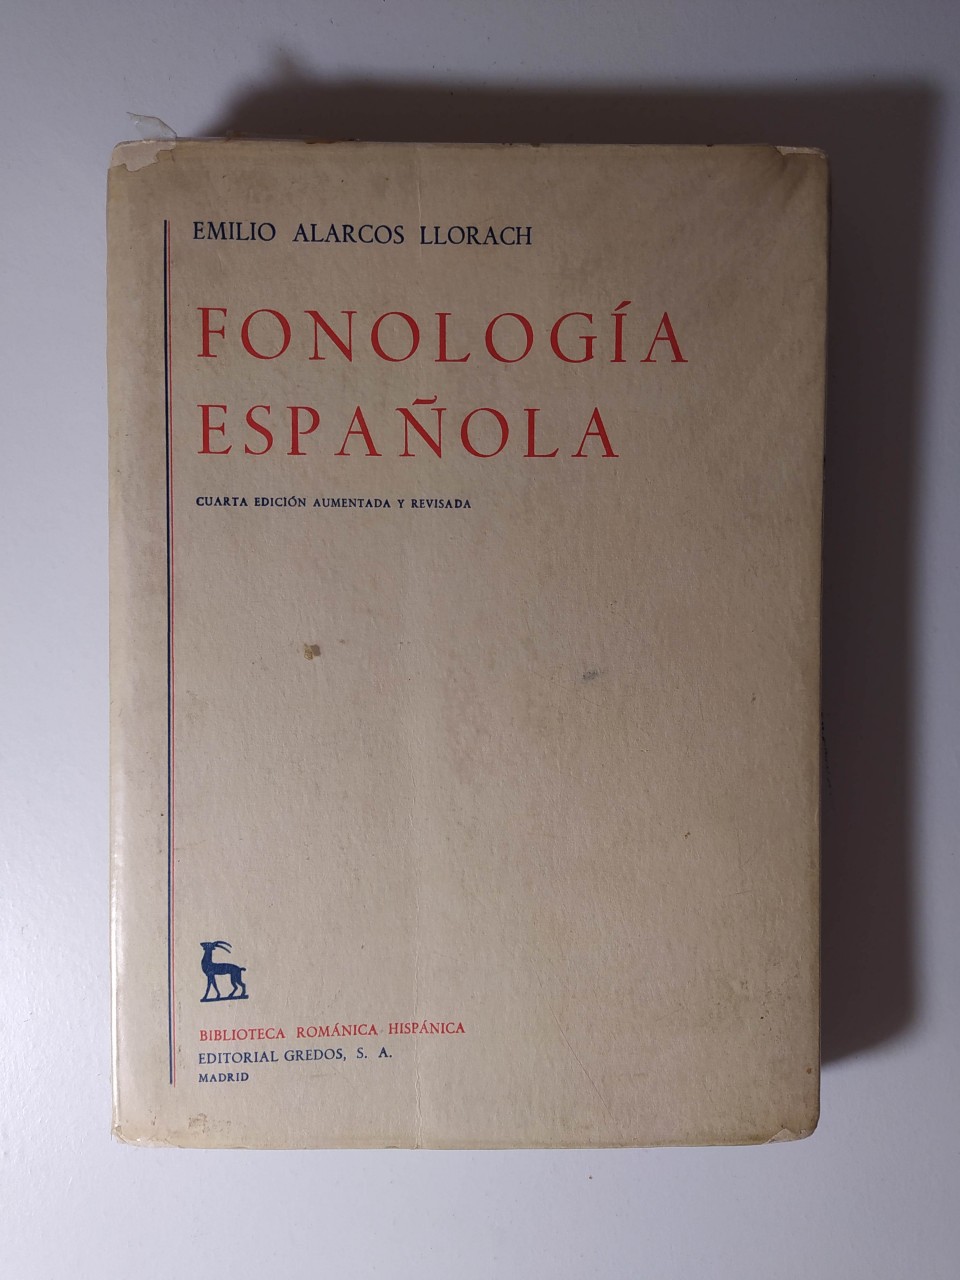 EMILIO ALARCOS LLORACH
FONOLOGÍA
ESPAÑOLA
CUARTA EDICIÓN AUMENTADA Y REVISADA
BIBLIOTECA ROMÁNICA HISPÁNICA
EDITORIAL GREDOS, S. A.
MADRID